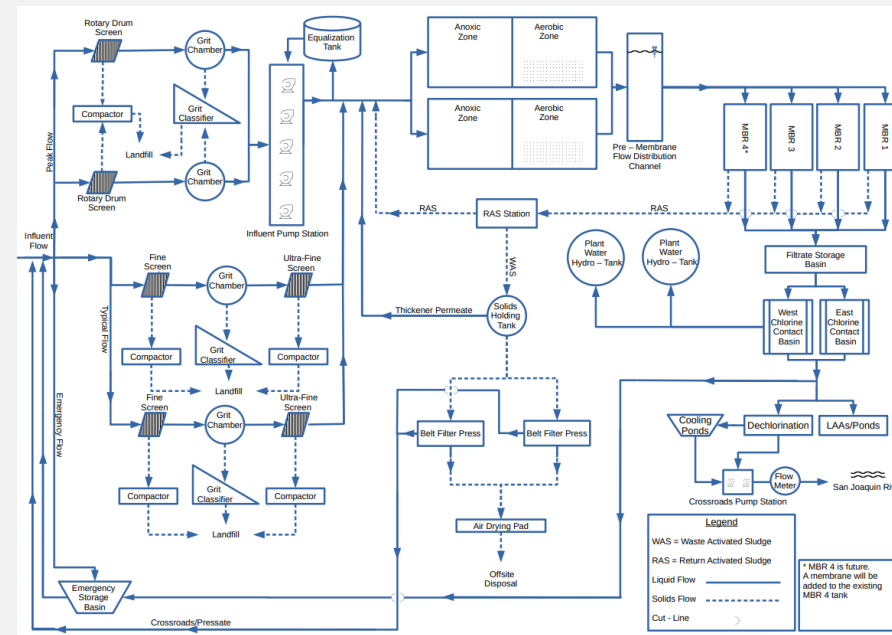 Rotary Drum
Screen
Grit
Chamber
Equalization
Tank
Anoxic
Zone
Aerobic
Zone
Peak Flow
Compactor
Grit
Classifier
Landfill
Grit
Chamber
Rotary Drum
Screen
Influent Pump Station
Anoxic
Zone
Aerobic
Zone
Pre – Membrane
Flow Distribution
Channel
MBR 4*
MBR 3
MBR 2
MBR 1
Influent
Flow
RAS
RAS Station
RAS
Plant
Water
Hydro – Tank
Plant
Water
Hydro – Tank
Filtrate Storage
Basin
WAS
Fine
Screen
Grit
Chamber
Ultra-Fine
Screen
Typical Flow
Thickener Permeate
Solids
Holding
Tank
West
Chlorine
Contact
Basin
East
Chlorine
Contact
Basin
Compactor
Grit
Classifier
Compactor
Landfill
Emergency Flow
Fine
Screen
Grit
Chamber
Ultra-Fine
Screen
Belt Filter Press
Belt Filter Press
Cooling
Ponds
Dechlorination
LAAs/Ponds
Compactor
Grit
Classifier
Compactor
Landfill
Flow
Meter
Crossroads Pump Station
San Joaquin Riv
Air Drying Pad
Offsite
Disposal
Emergency
Storage
Basin
Crossroads/Pressate
Legend
WAS = Waste Activated Sludge
RAS = Return Activated Sludge
Liquid Flow
Solids Flow
Cut - Line
* MBR 4 is future.
A membrane will be
added to the existing
MBR 4 tank